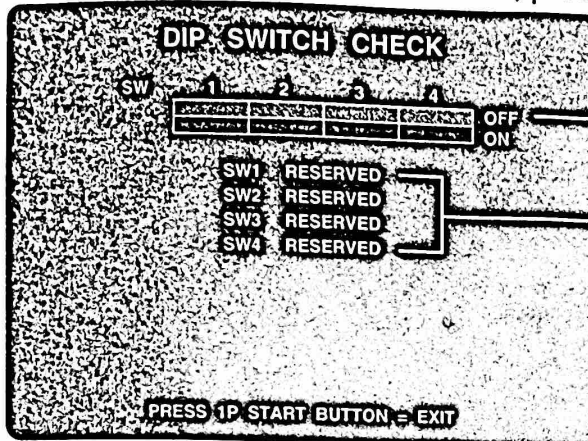 DIP SWITCH CHECK
SW 1 2 3 4
OFF
ON
SW1 RESERVED
SW2 RESERVED
SW3 RESERVED
SW4 RESERVED
PRESS 1P START BUTTON = EXIT